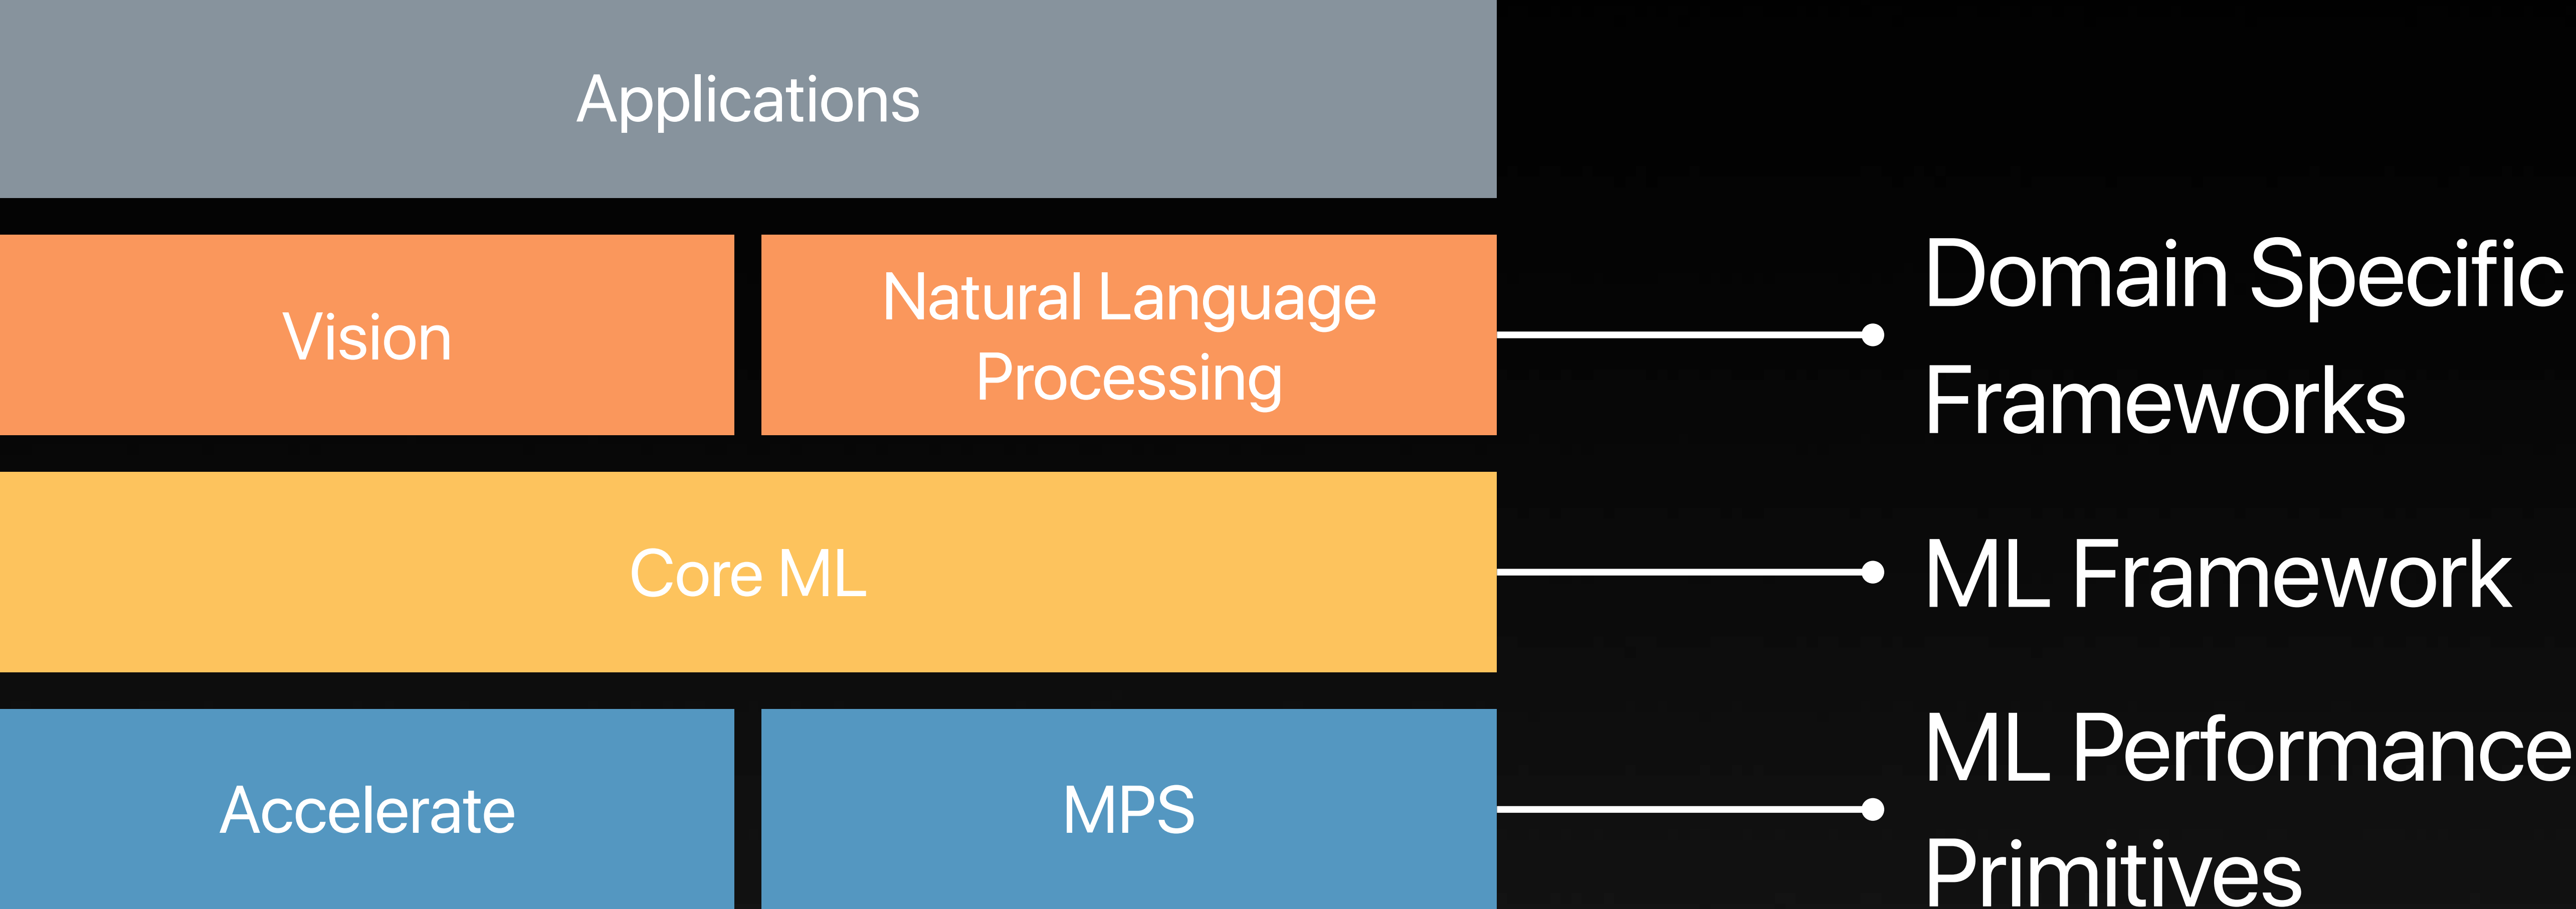 Applications
Vision
Natural Language
Processing
Domain Specific
Frameworks
Core ML
ML Framework
Accelerate
MPS
ML Performance
Primitives